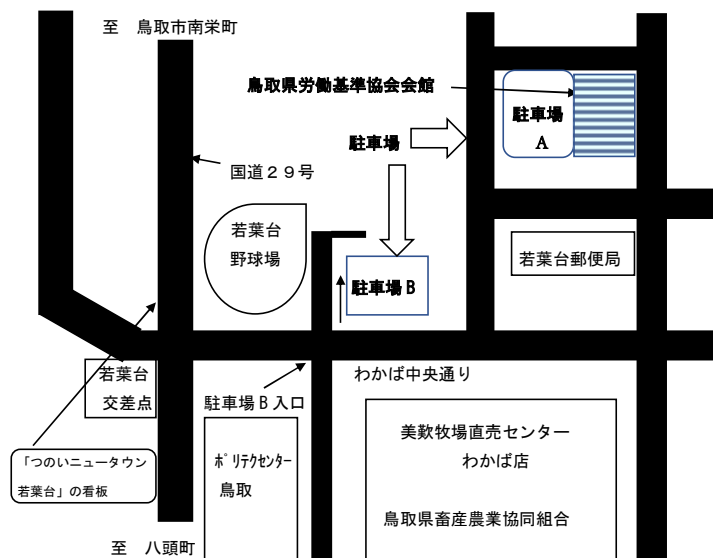 至　鳥取市南栄町
鳥取県労働基準協会会館
駐車場
A
駐車場
国道２９号
若葉台
野球場
若葉台郵便局
駐車場 B
若葉台
交差点
わかば中央通り
駐車場 B 入口
美歎牧場直売センター
わかば店
鳥取県畜産農業協同組合
ﾎﾟﾘﾃｸｾﾝﾀｰ
鳥取
「つのいニュータウン
若葉台」の看板
至　八頭町